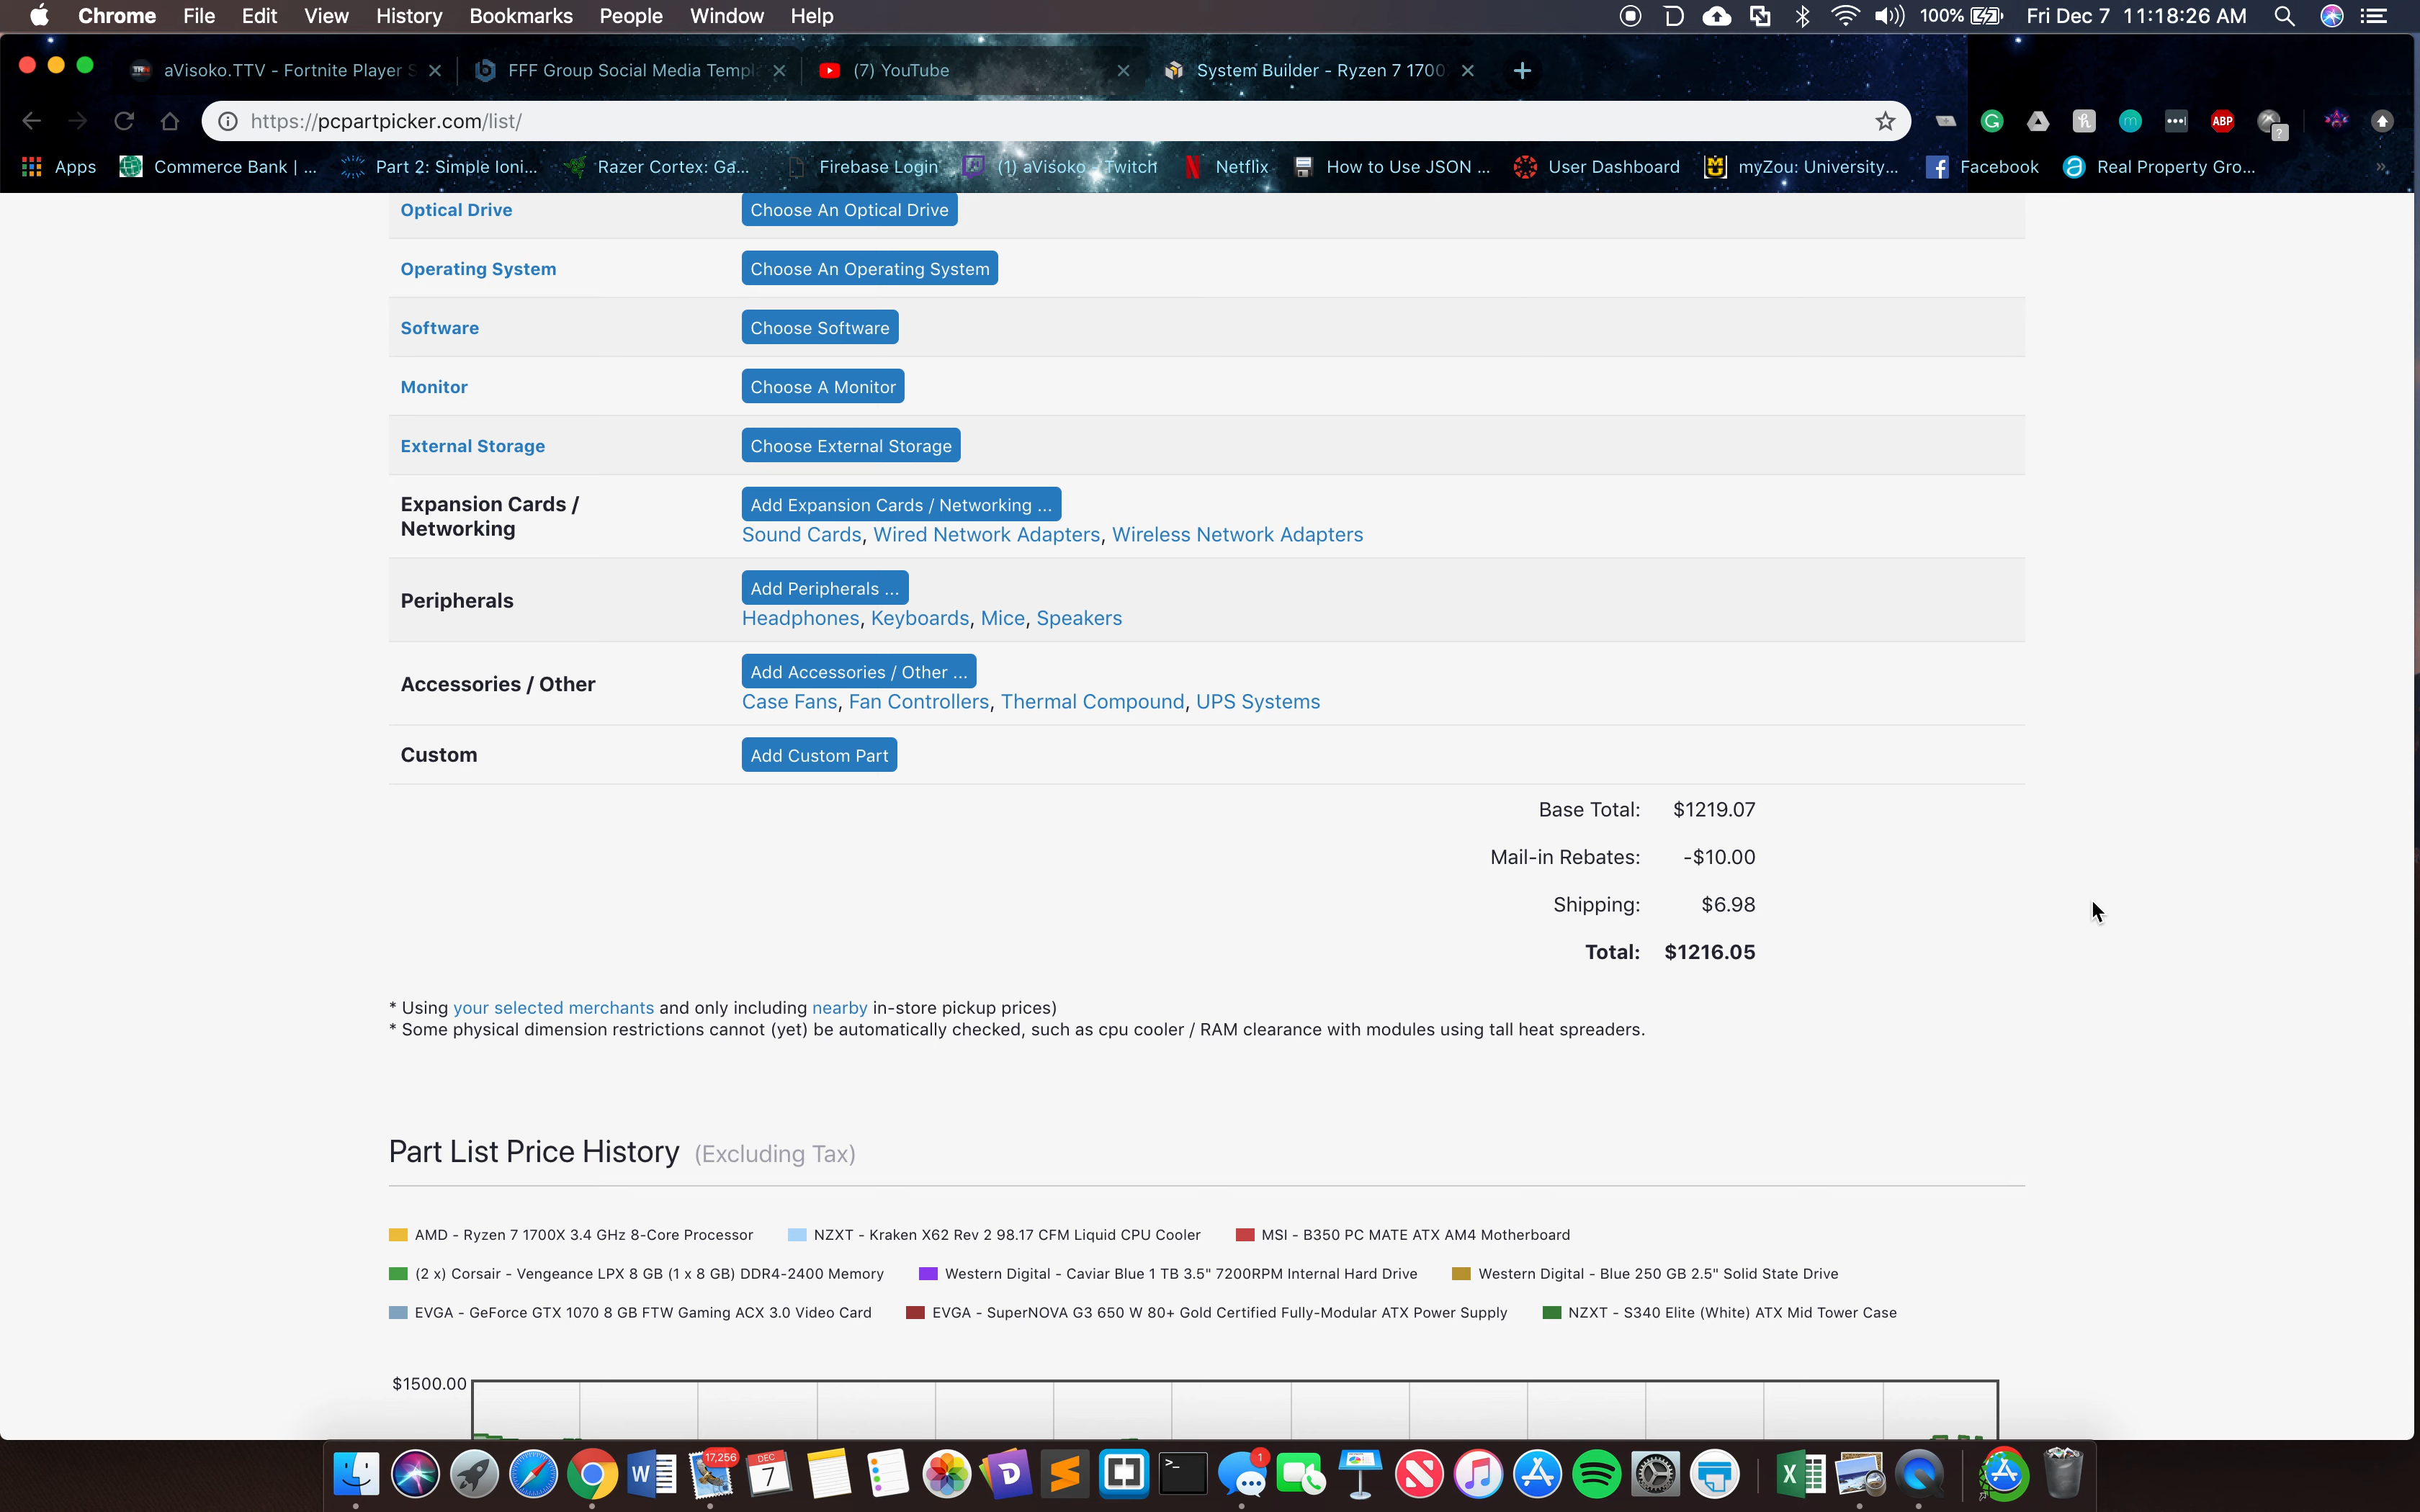 Chrome File Edit View History Bookmarks People Window Help 100% Fri Dec 7 11:18:26 AM
aVisoko.TTV - Fortnite Player S FFF Group Social Media Templa (7) YouTube System Builder - Ryzen 7 1700
https://pcpartpicker.com/list/
Apps Commerce Bank | ... Part 2: Simple Ioni... Razer Cortex: Ga... Firebase Login (1) aVisoko - Twitch Netflix How to Use JSON ... User Dashboard myZou: University... Facebook Real Property Gro... »
Optical Drive Choose An Optical Drive
Operating System Choose An Operating System
Software Choose Software
Monitor Choose A Monitor
External Storage Choose External Storage
Expansion Cards / Networking Add Expansion Cards / Networking ...
Sound Cards, Wired Network Adapters, Wireless Network Adapters
Peripherals Add Peripherals ...
Headphones, Keyboards, Mice, Speakers
Accessories / Other Add Accessories / Other ...
Case Fans, Fan Controllers, Thermal Compound, UPS Systems
Custom Add Custom Part
Base Total: $1219.07
Mail-in Rebates: -$10.00
Shipping: $6.98
Total: $1216.05
* Using your selected merchants and only including nearby in-store pickup prices)
* Some physical dimension restrictions cannot (yet) be automatically checked, such as cpu cooler / RAM clearance with modules using tall heat spreaders.
Part List Price History (Excluding Tax)
AMD - Ryzen 7 1700X 3.4 GHz 8-Core Processor NZXT - Kraken X62 Rev 2 98.17 CFM Liquid CPU Cooler MSI - B350 PC MATE ATX AM4 Motherboard
(2 x) Corsair - Vengeance LPX 8 GB (1 x 8 GB) DDR4-2400 Memory Western Digital - Caviar Blue 1 TB 3.5" 7200RPM Internal Hard Drive Western Digital - Blue 250 GB 2.5" Solid State Drive
EVGA - GeForce GTX 1070 8 GB FTW Gaming ACX 3.0 Video Card EVGA - SuperNOVA G3 650 W 80+ Gold Certified Fully-Modular ATX Power Supply NZXT - S340 Elite (White) ATX Mid Tower Case
$1500.00
17,256 DEC 7 1